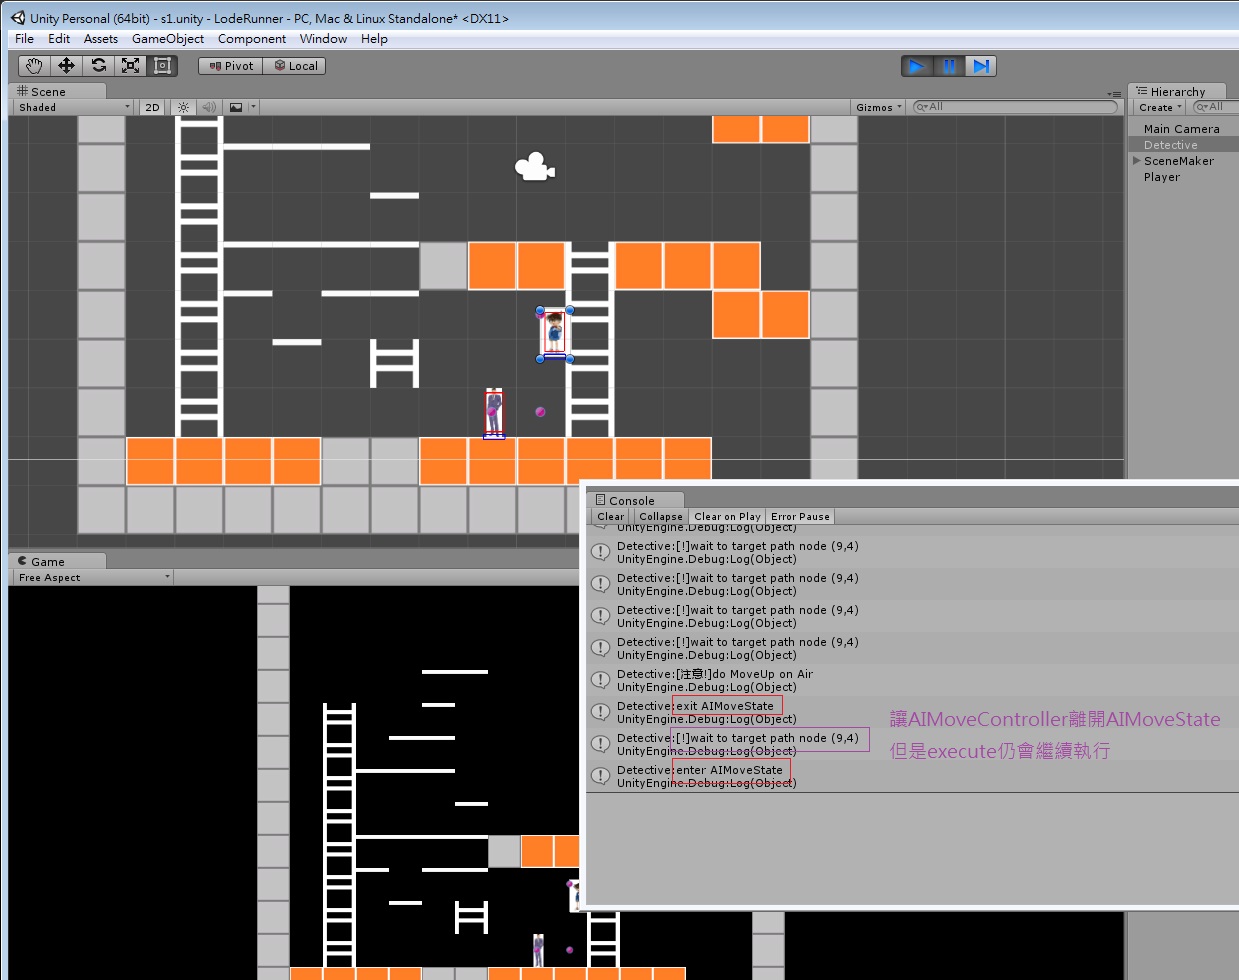 Unity Personal (64bit) - s1.unity - LodeRunner - PC, Mac & Linux Standalone* <DX11>
File Edit Assets GameObject Component Window Help
Pivot Local
Scene
Shaded 2D Gizmos All
Hierarchy
Create All
Main Camera
Detective
SceneMaker
Player
Console
Clear Collapse Clear on Play Error Pause
UnityEngine.Debug:Log(Object)
Detective:[!]wait to target path node (9,4)
UnityEngine.Debug:Log(Object)
Detective:[!]wait to target path node (9,4)
UnityEngine.Debug:Log(Object)
Detective:[!]wait to target path node (9,4)
UnityEngine.Debug:Log(Object)
Detective:[!]wait to target path node (9,4)
UnityEngine.Debug:Log(Object)
Detective:[注意!]do MoveUp on Air
UnityEngine.Debug:Log(Object)
Detective:exit AIMoveState
UnityEngine.Debug:Log(Object)
Detective:[!]wait to target path node (9,4)
UnityEngine.Debug:Log(Object)
Detective:enter AIMoveState
UnityEngine.Debug:Log(Object)
讓AIMoveController離開AIMoveState
但是execute仍會繼續執行
Game
Free Aspect